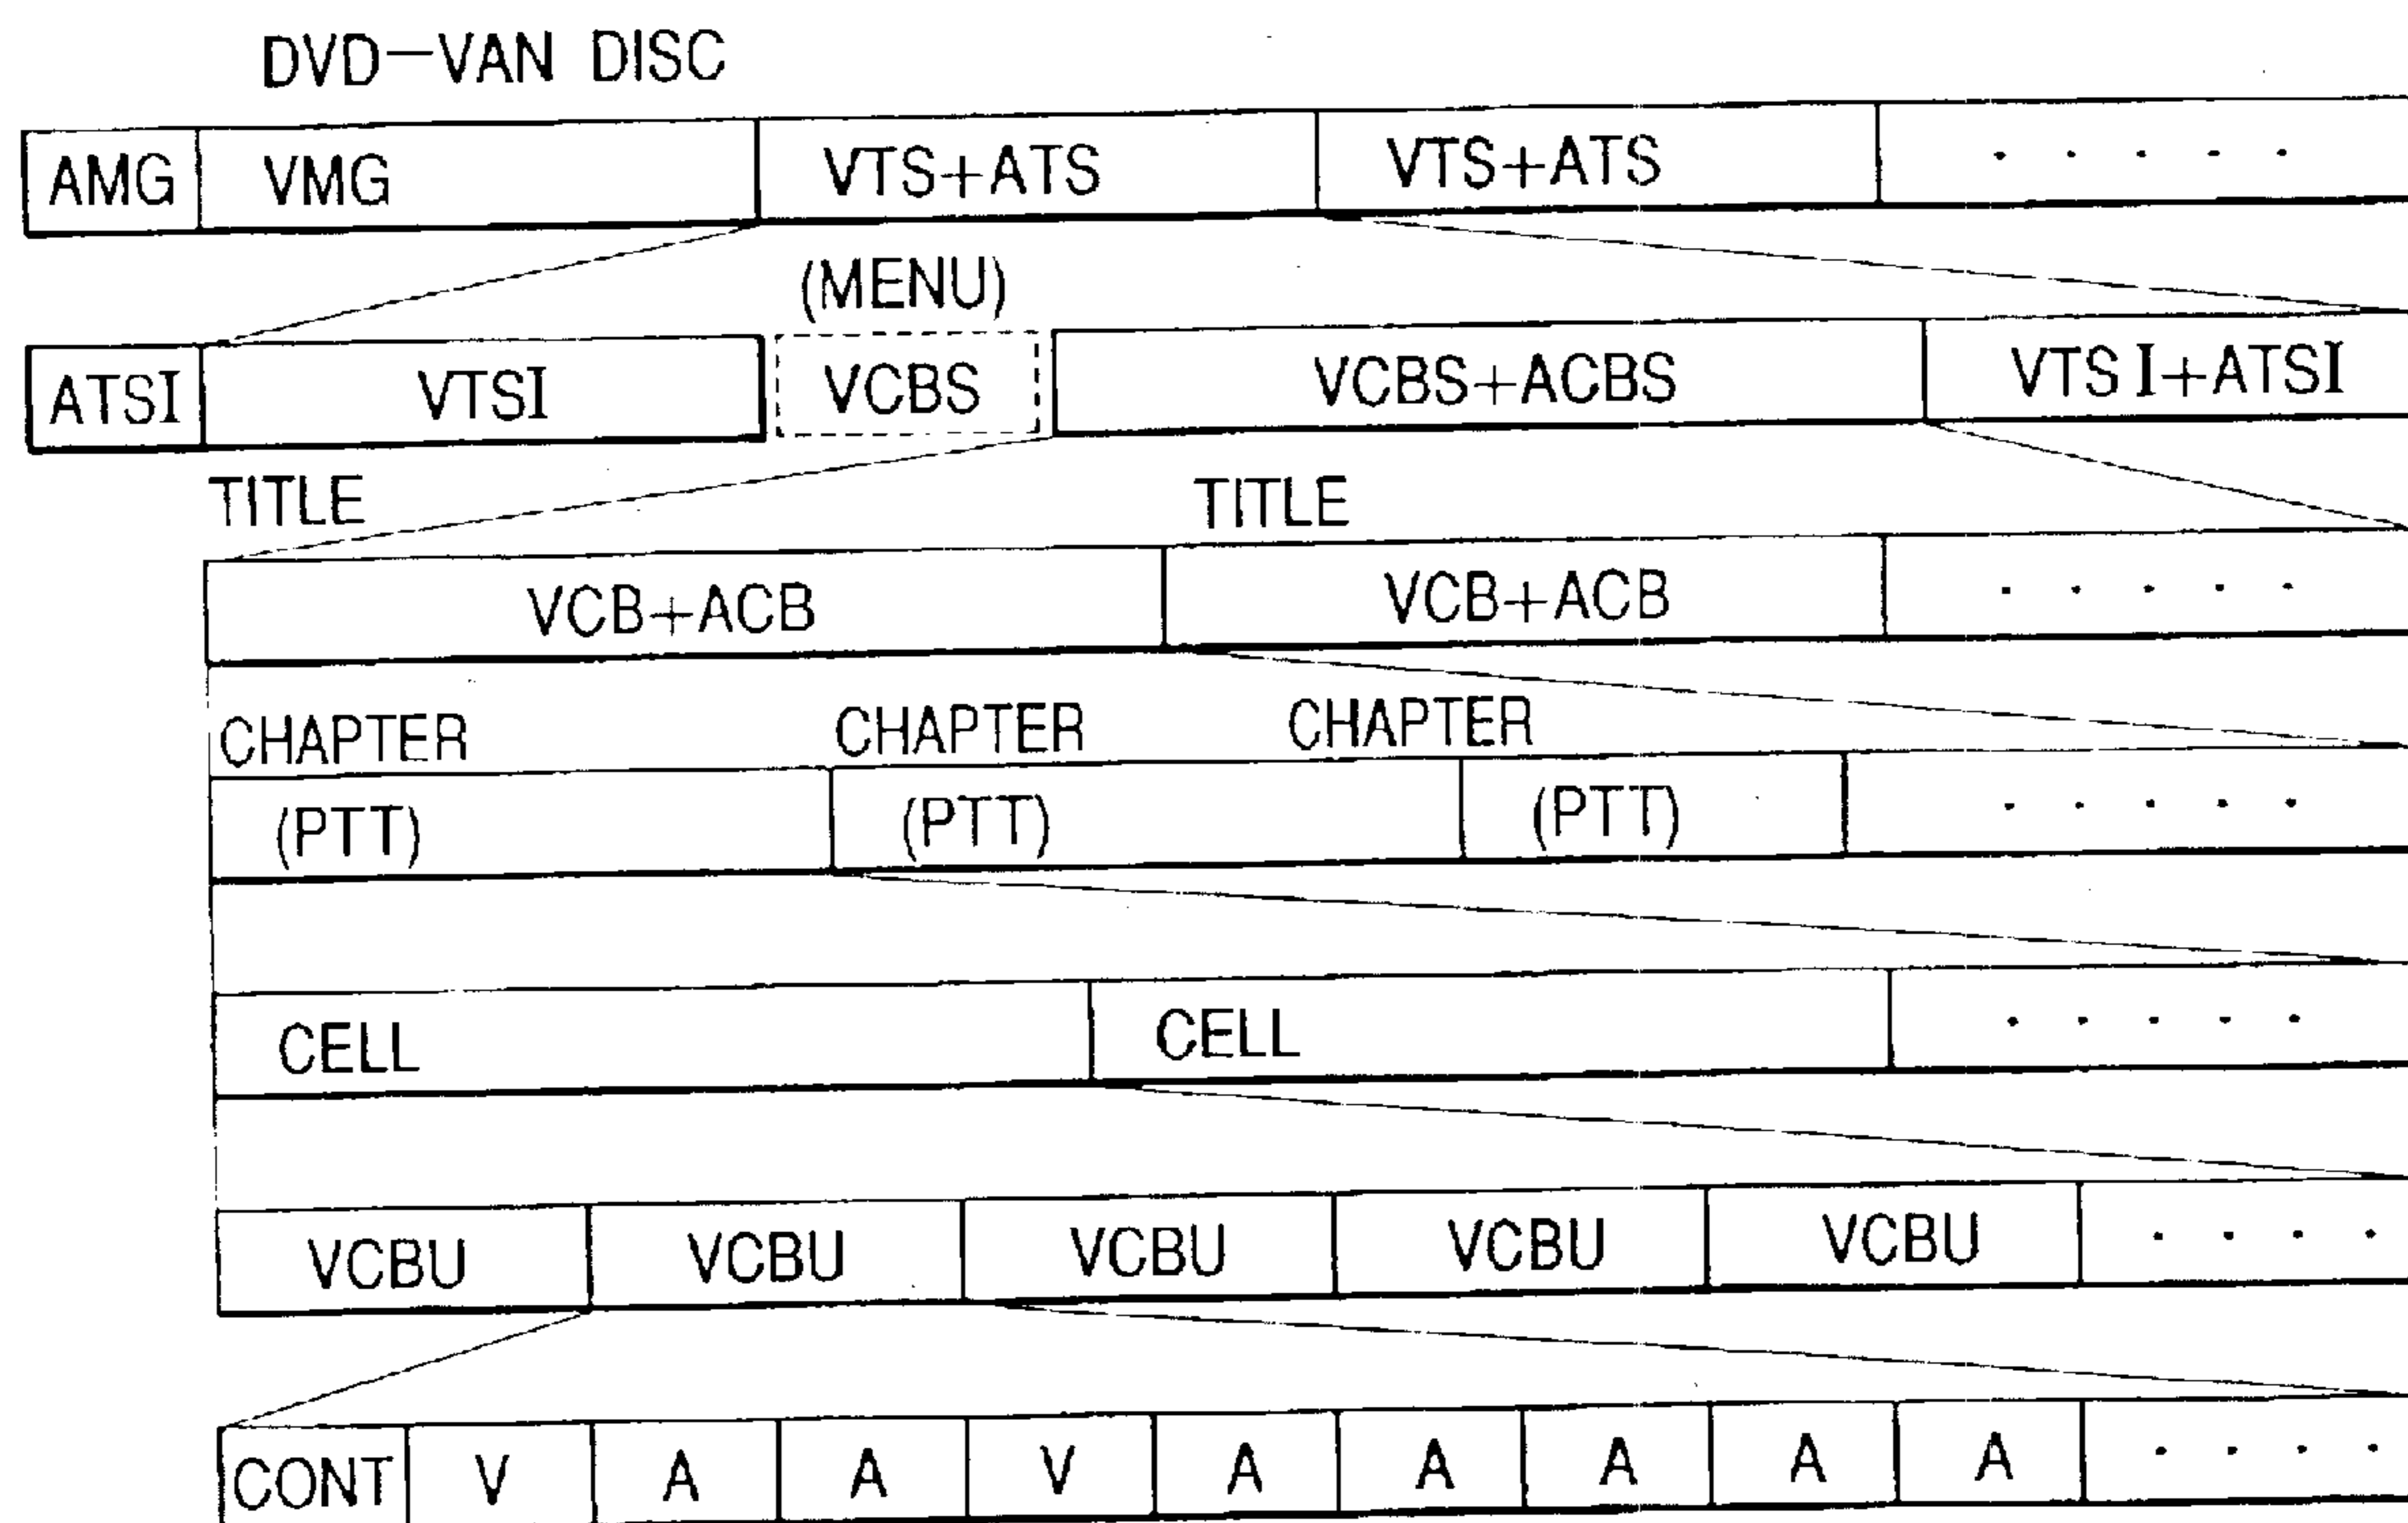 DVD-VAN DISC
AMG VMG VTS+ATS VTS+ATS . . . . .
(MENU)
ATSI VTSI VCBS VCBS+ACBS VTSI+ATSI
TITLE TITLE
VCB+ACB VCB+ACB . . . . .
CHAPTER CHAPTER CHAPTER
(PTT) (PTT) (PTT) . . . . .
CELL CELL . . . . .
VCBU VCBU VCBU VCBU VCBU . . . .
CONT V A A V A A A A A . . . .